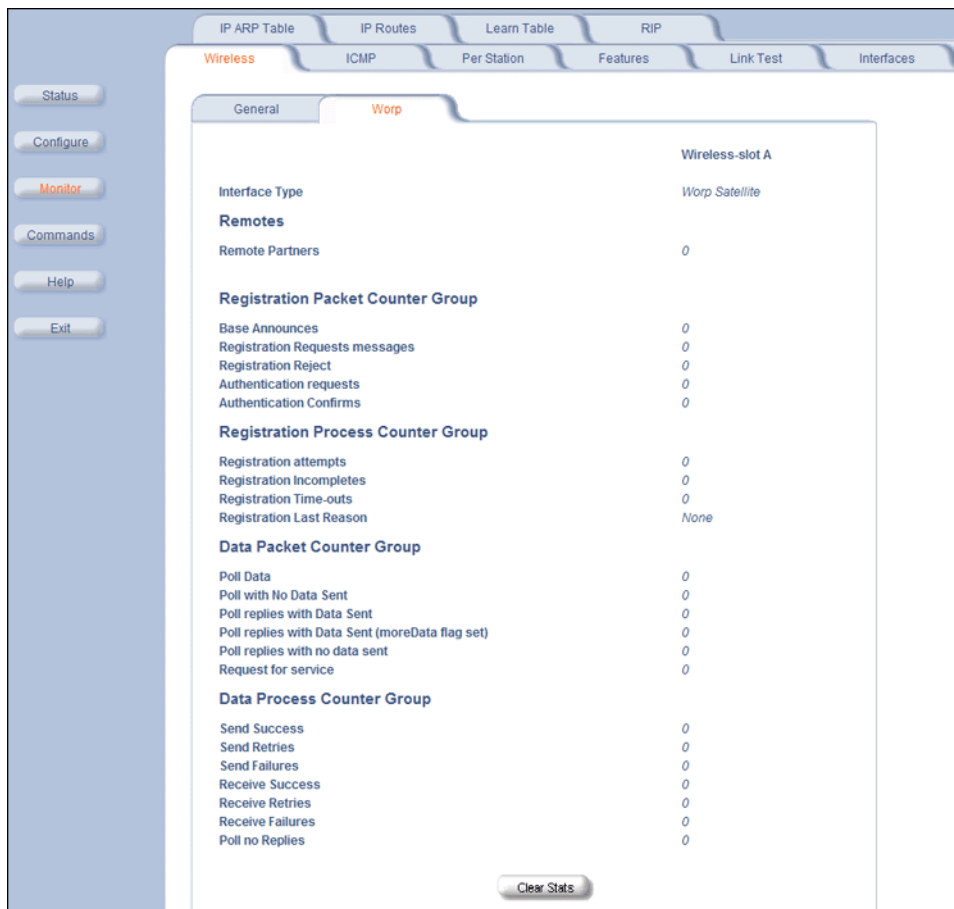 IP ARP Table IP Routes Learn Table RIP
Wireless ICMP Per Station Features Link Test Interfaces
Status
Configure
Monitor
Commands
Help
Exit
General Worp
Wireless-slot A
Interface Type Worp Satellite
Remotes
Remote Partners 0
Registration Packet Counter Group
Base Announces 0
Registration Requests messages 0
Registration Reject 0
Authentication requests 0
Authentication Confirms 0
Registration Process Counter Group
Registration attempts 0
Registration Incompletes 0
Registration Time-outs 0
Registration Last Reason None
Data Packet Counter Group
Poll Data 0
Poll with No Data Sent 0
Poll replies with Data Sent 0
Poll replies with Data Sent (moreData flag set) 0
Poll replies with no data sent 0
Request for service 0
Data Process Counter Group
Send Success 0
Send Retries 0
Send Failures 0
Receive Success 0
Receive Retries 0
Receive Failures 0
Poll no Replies 0
Clear Stats